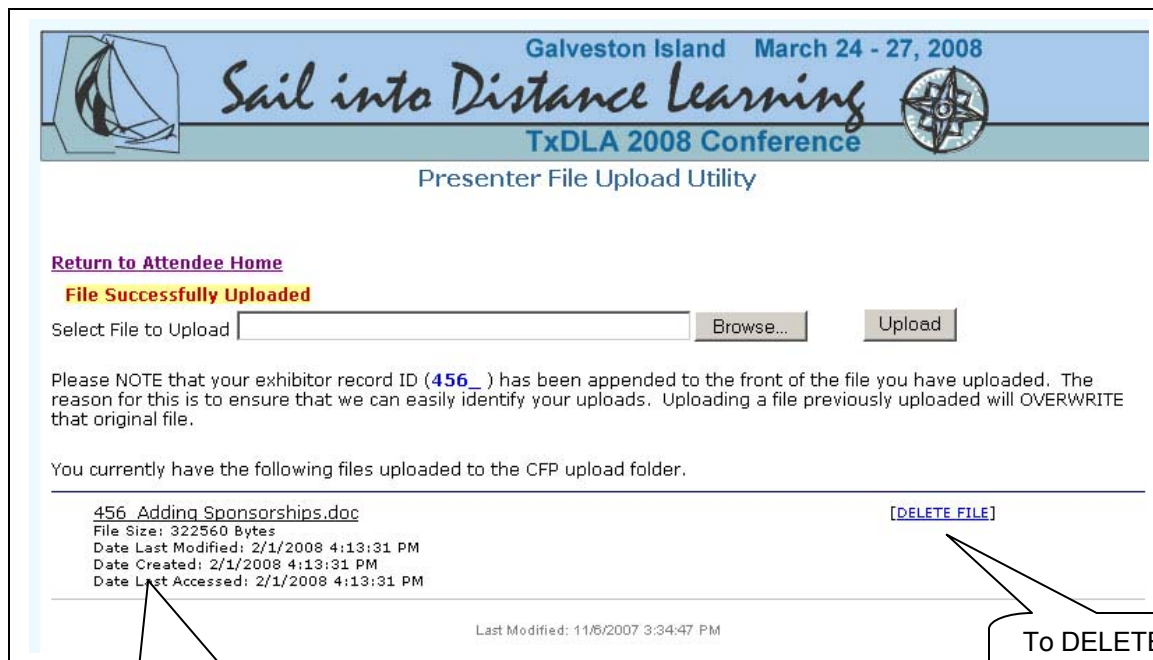 Galveston Island March 24 - 27, 2008
Sail into Distance Learning
TxDLA 2008 Conference
Presenter File Upload Utility
Return to Attendee Home
File Successfully Uploaded
Select File to Upload Browse... Upload
Please NOTE that your exhibitor record ID (456_ ) has been appended to the front of the file you have uploaded. The
reason for this is to ensure that we can easily identify your uploads. Uploading a file previously uploaded will OVERWRITE
that original file.
You currently have the following files uploaded to the CFP upload folder.
456_Adding Sponsorships.doc [DELETE FILE]
File Size: 322560 Bytes
Date Last Modified: 2/1/2008 4:13:31 PM
Date Created: 2/1/2008 4:13:31 PM
Date Last Accessed: 2/1/2008 4:13:31 PM
Last Modified: 11/6/2007 3:34:47 PM
To DELETE